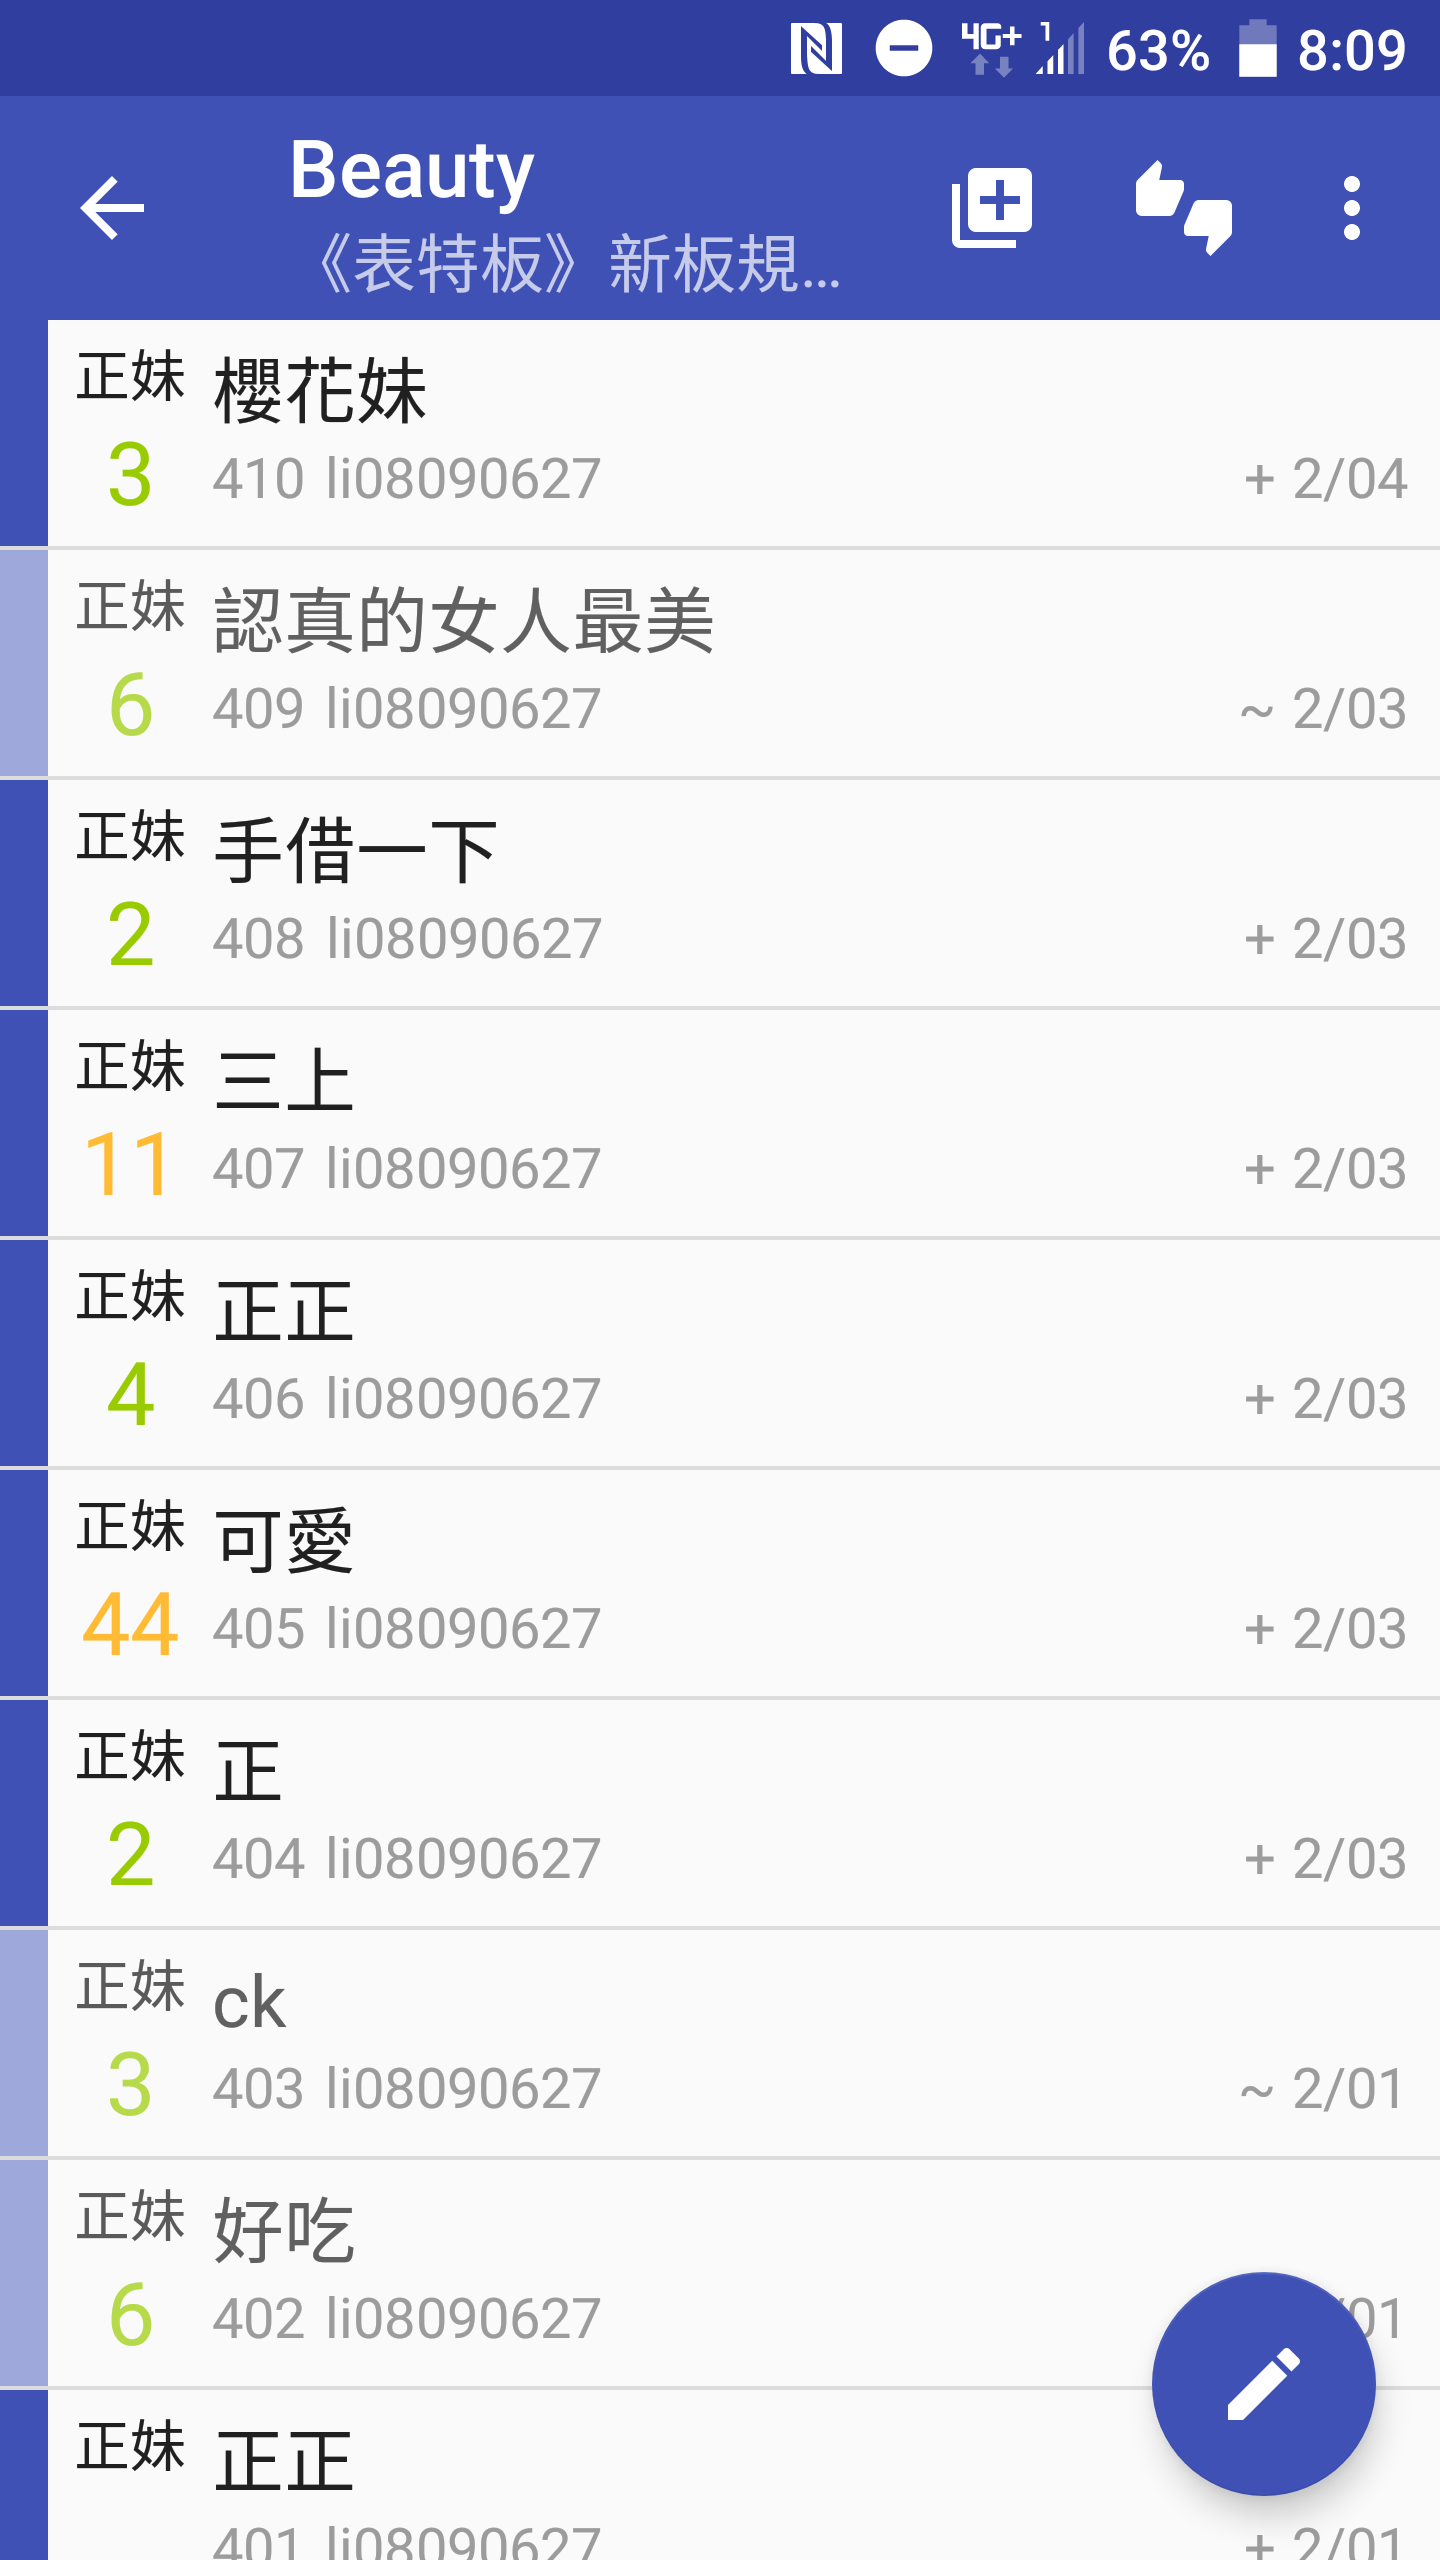 4G+ 1 63% 8:09
Beauty
《表特板》新板規...
正妹 櫻花妹
3 410 li08090627 + 2/04
正妹 認真的女人最美
6 409 li08090627 ~ 2/03
正妹 手借一下
2 408 li08090627 + 2/03
正妹 三上
11 407 li08090627 + 2/03
正妹 正正
4 406 li08090627 + 2/03
正妹 可愛
44 405 li08090627 + 2/03
正妹 正
2 404 li08090627 + 2/03
正妹 ck
3 403 li08090627 ~ 2/01
正妹 好吃
6 402 li08090627 /01
正妹 正正
401 li08090627 + 2/01